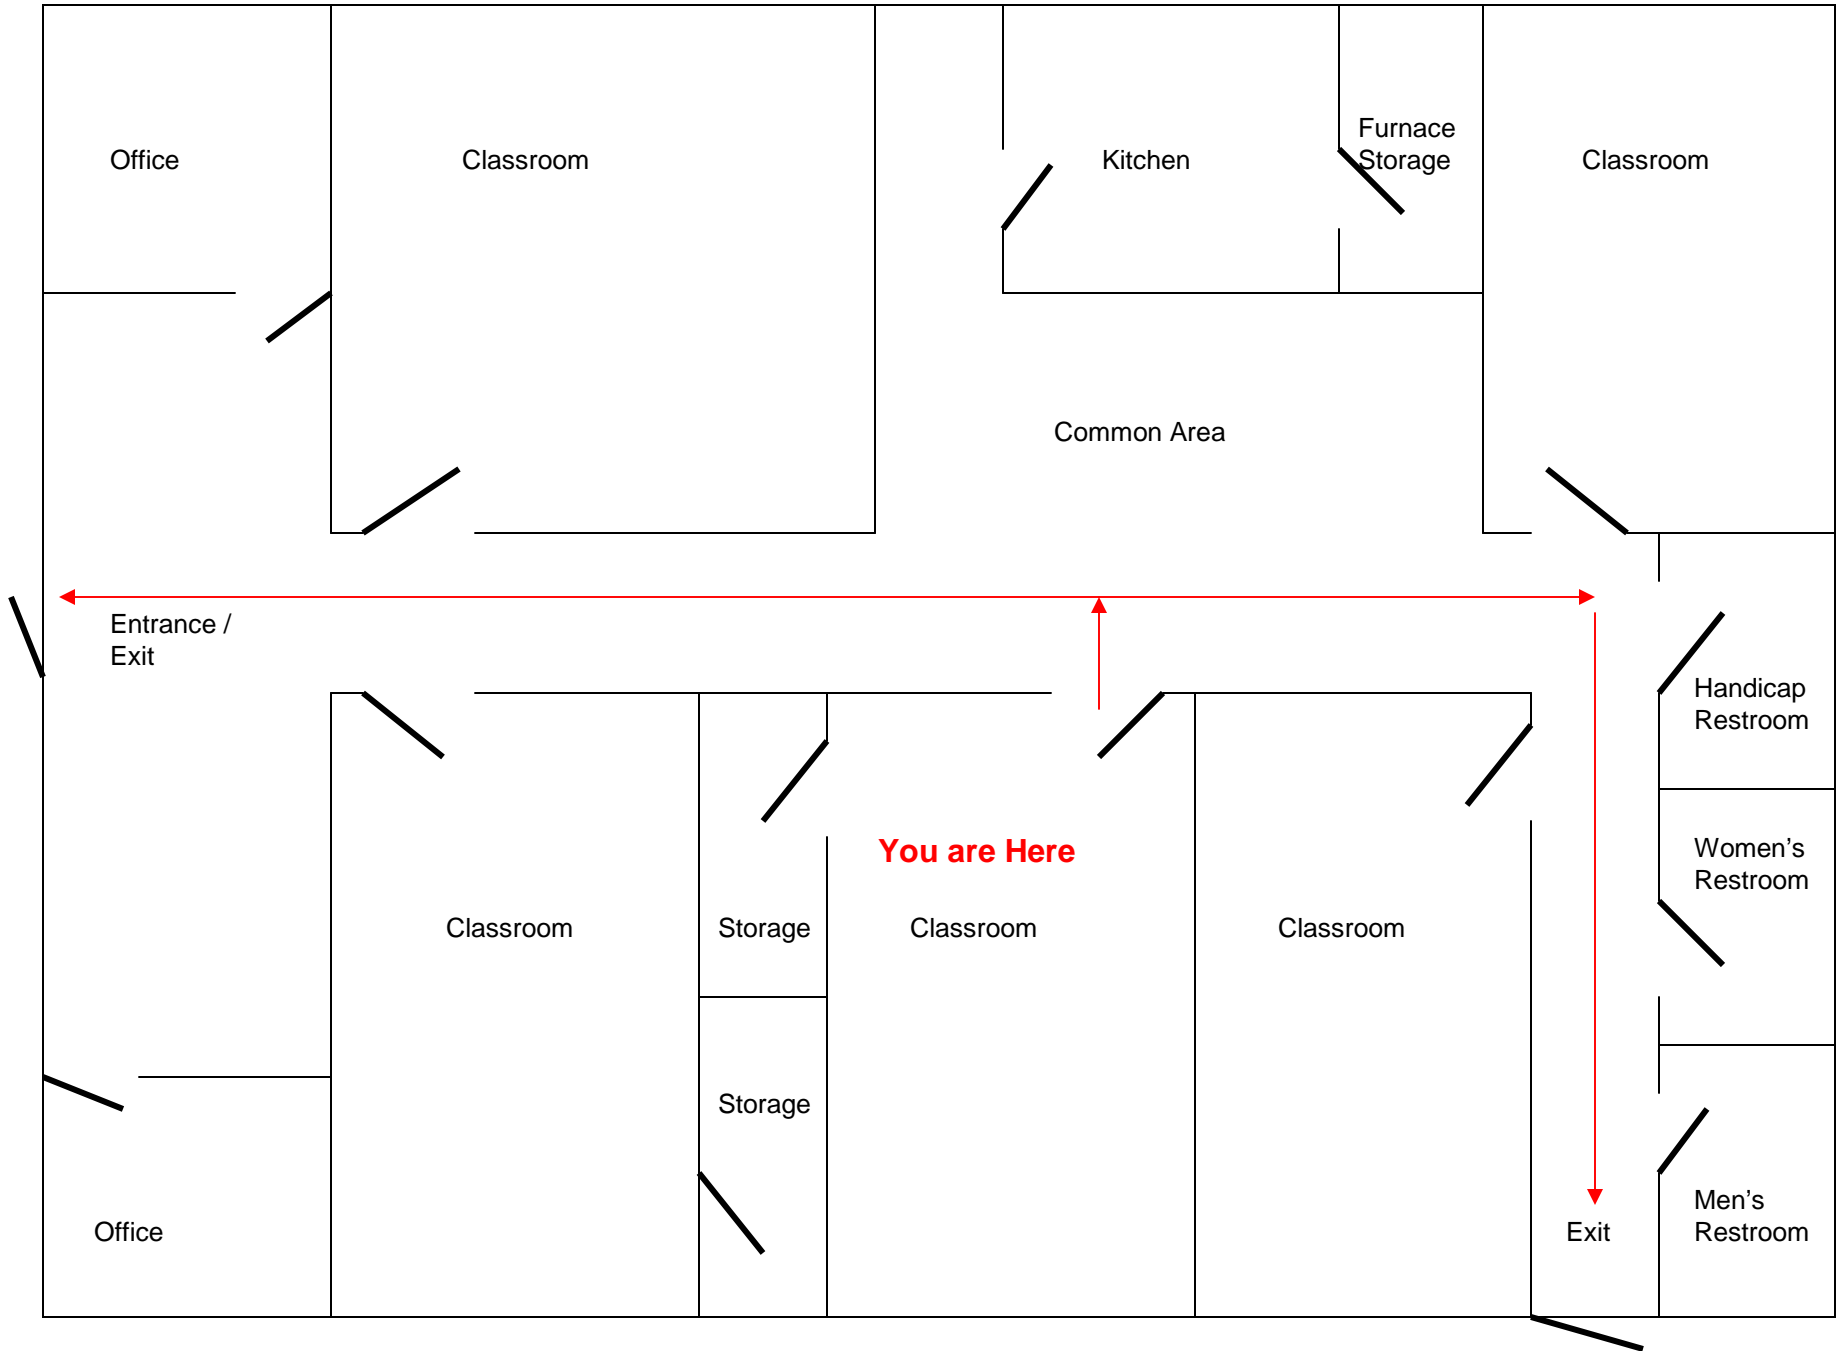 Office
Classroom
Kitchen
Furnace
Storage
Classroom
Common Area
Entrance /
Exit
Handicap
Restroom
You are Here
Women’s
Restroom
Classroom
Storage
Classroom
Classroom
Storage
Office
Exit
Men’s
Restroom